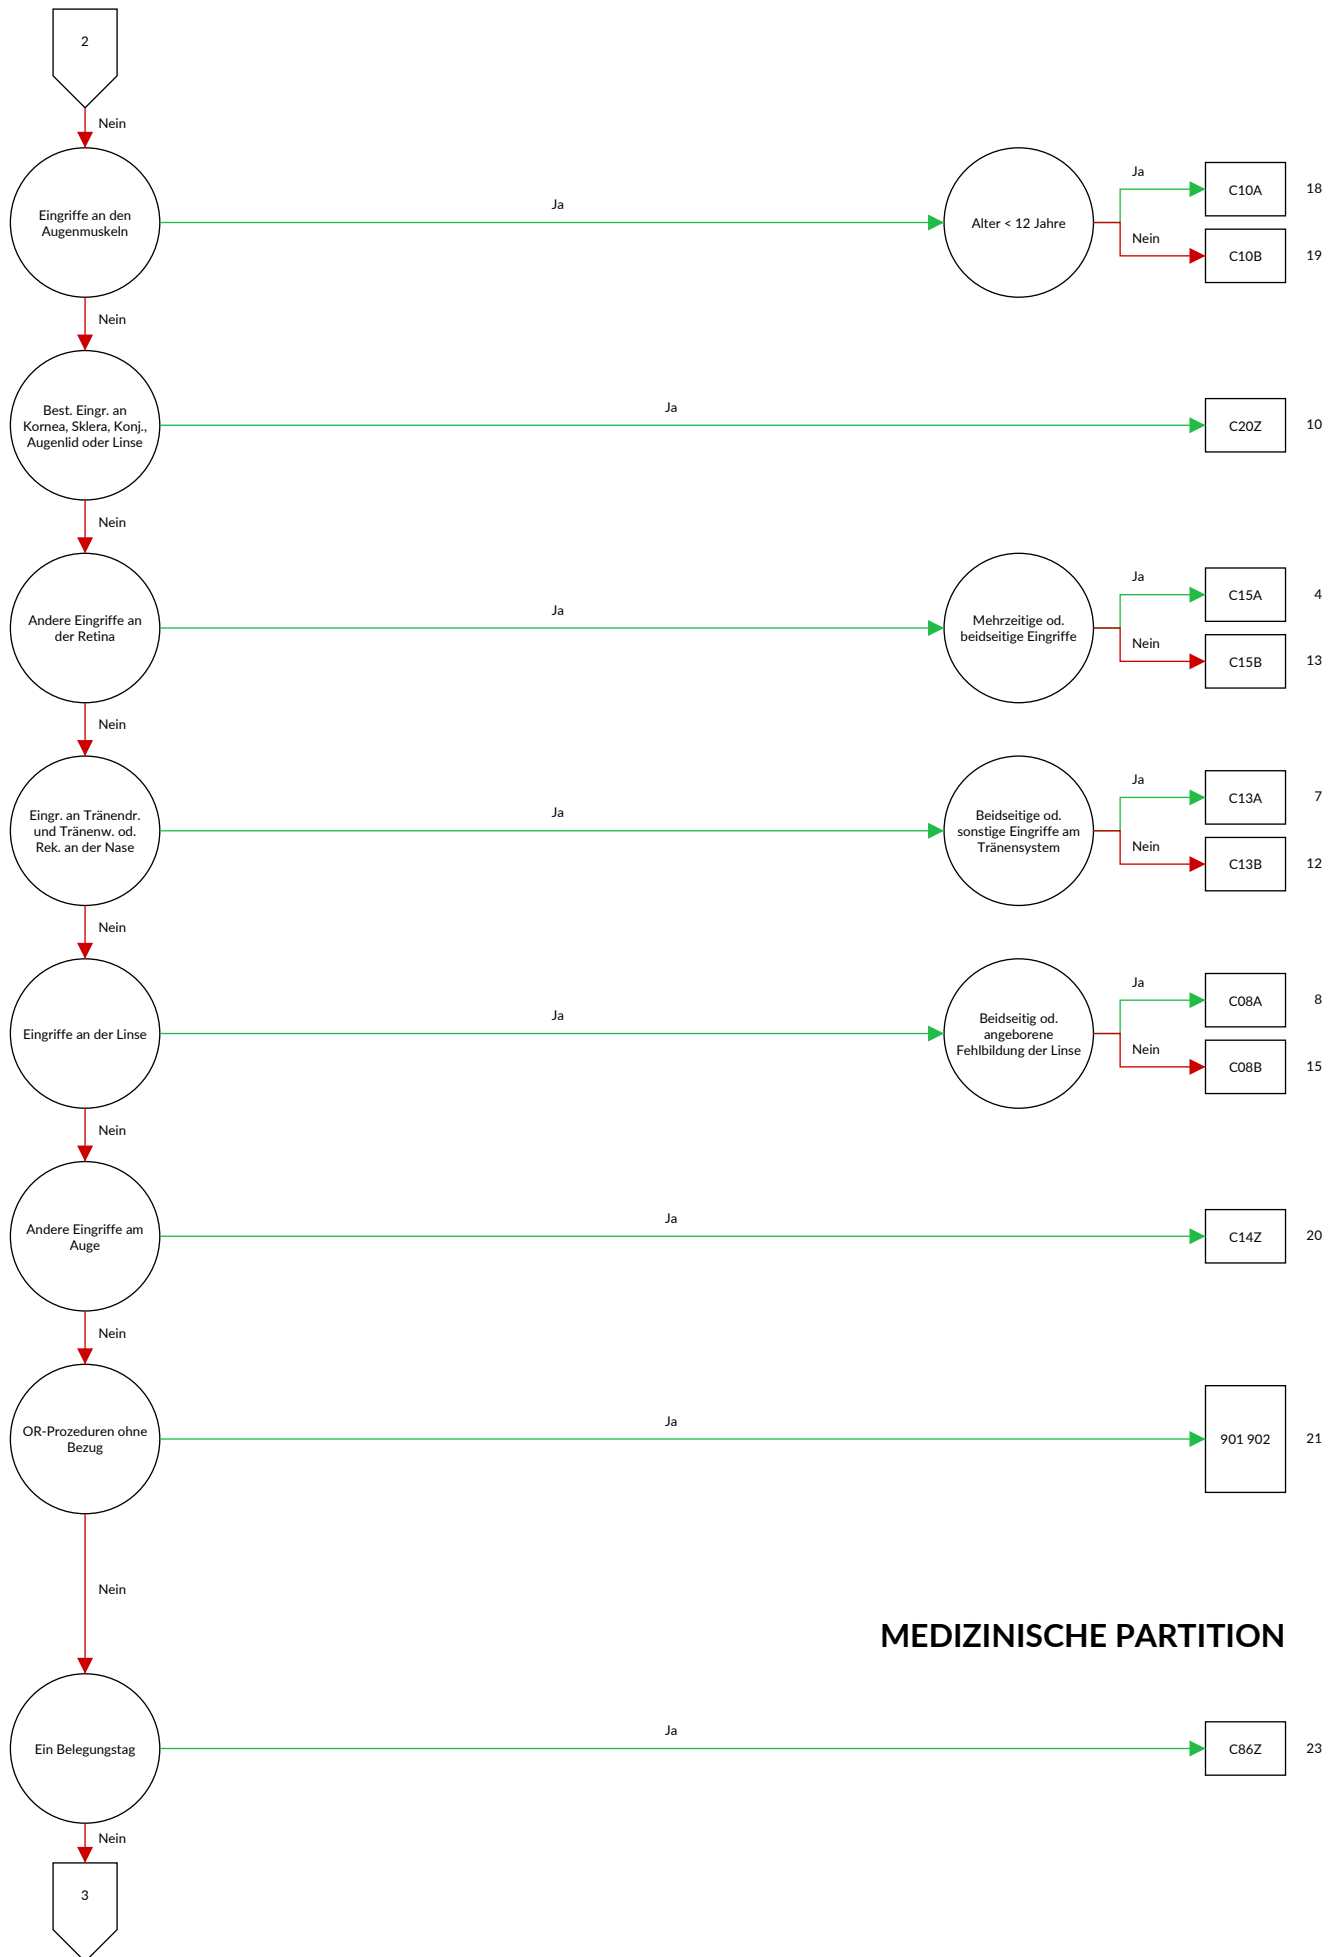 2
Nein
Eingriffe an den
Augenmuskeln
Ja
Alter < 12 Jahre
Ja
C10A
18
Nein
C10B
19
Nein
Best. Eingr. an
Kornea, Sklera, Konj.,
Augenlid oder Linse
Ja
C20Z
10
Nein
Andere Eingriffe an
der Retina
Ja
Mehrzeitige od.
beidseitige Eingriffe
Ja
C15A
4
Nein
C15B
13
Nein
Eingr. an Tränendr.
und Tränenw. od.
Rek. an der Nase
Ja
Beidseitige od.
sonstige Eingriffe am
Tränensystem
Ja
C13A
7
Nein
C13B
12
Nein
Eingriffe an der Linse
Ja
Beidseitig od.
angeborene
Fehlbildung der Linse
Ja
C08A
8
Nein
C08B
15
Nein
Andere Eingriffe am
Auge
Ja
C14Z
20
Nein
OR-Prozeduren ohne
Bezug
Ja
901 902
21
Nein
MEDIZINISCHE PARTITION
Ein Belegungstag
Ja
C86Z
23
Nein
3